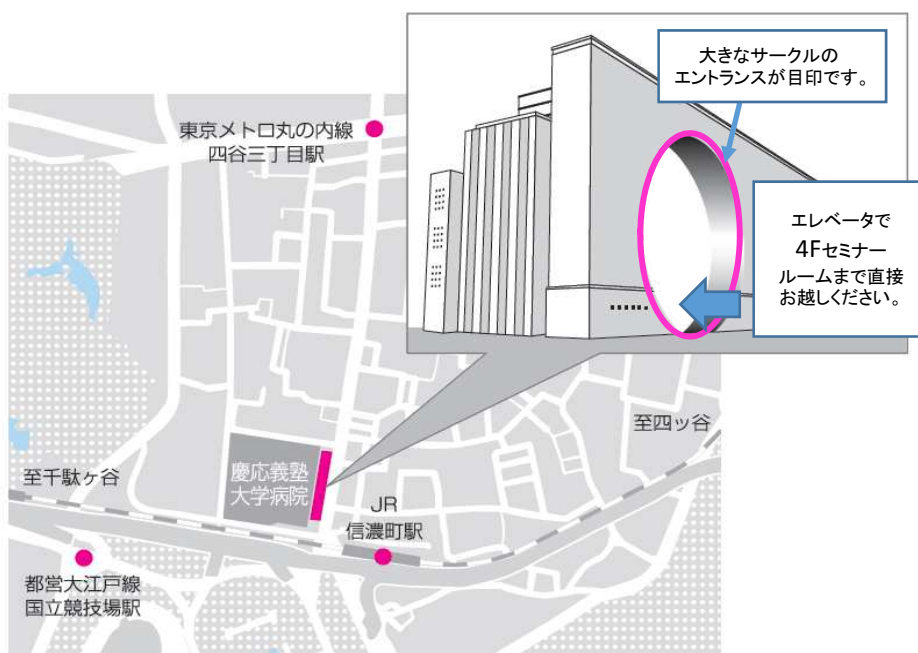 大きなサークルの
エントランスが目印です。
東京メトロ丸の内線
四谷三丁目駅
エレベータで
4Fセミナー
ルームまで直接
お越しください。
至四ッ谷
慶応義塾
大学病院
至千駄ヶ谷
JR
信濃町駅
都営大江戸線
国立競技場駅